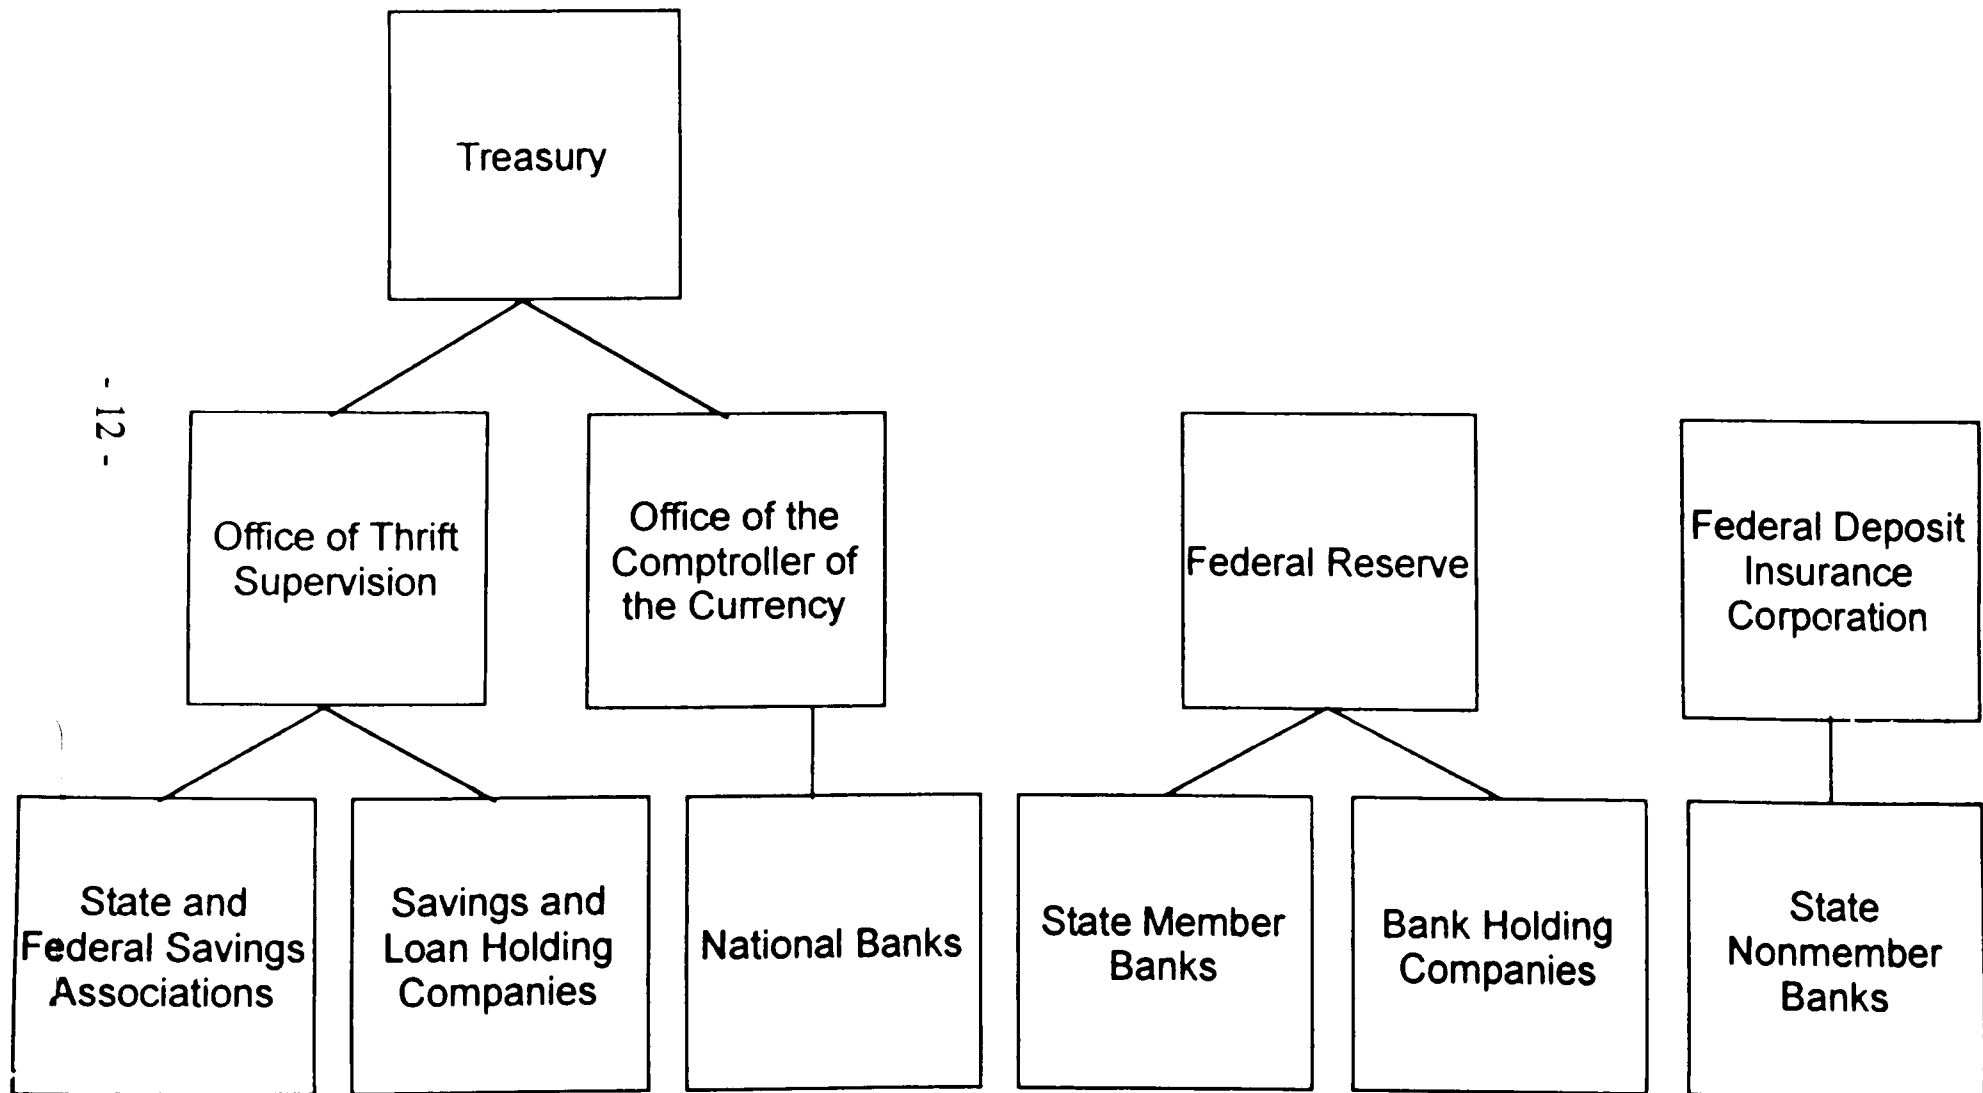 Treasury
- 12 -
Office of Thrift
Supervision
Office of the
Comptroller of
the Currency
Federal Reserve
Federal Deposit
Insurance
Corporation
State and
Federal Savings
Associations
Savings and
Loan Holding
Companies
National Banks
State Member
Banks
Bank Holding
Companies
State
Nonmember
Banks